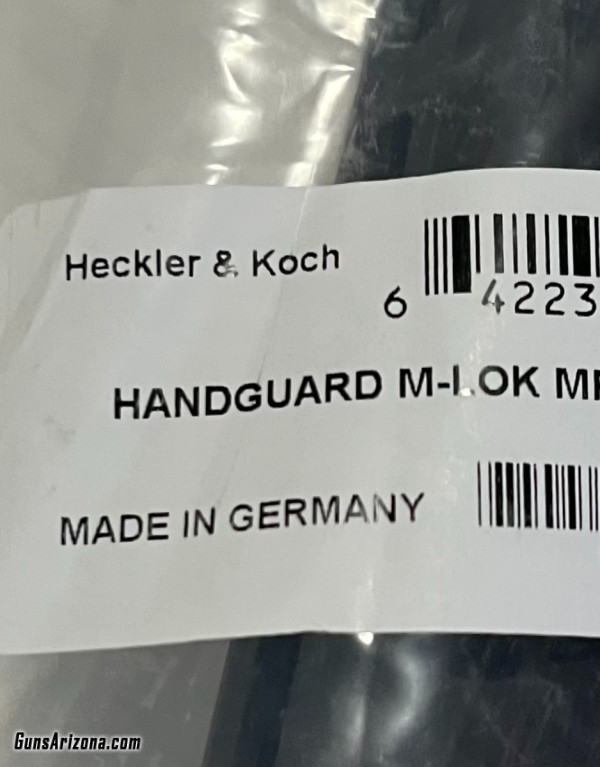 Heckler & Koch
6 4223
HANDGUARD M-LOK
MADE IN GERMANY
GunsArizona.com